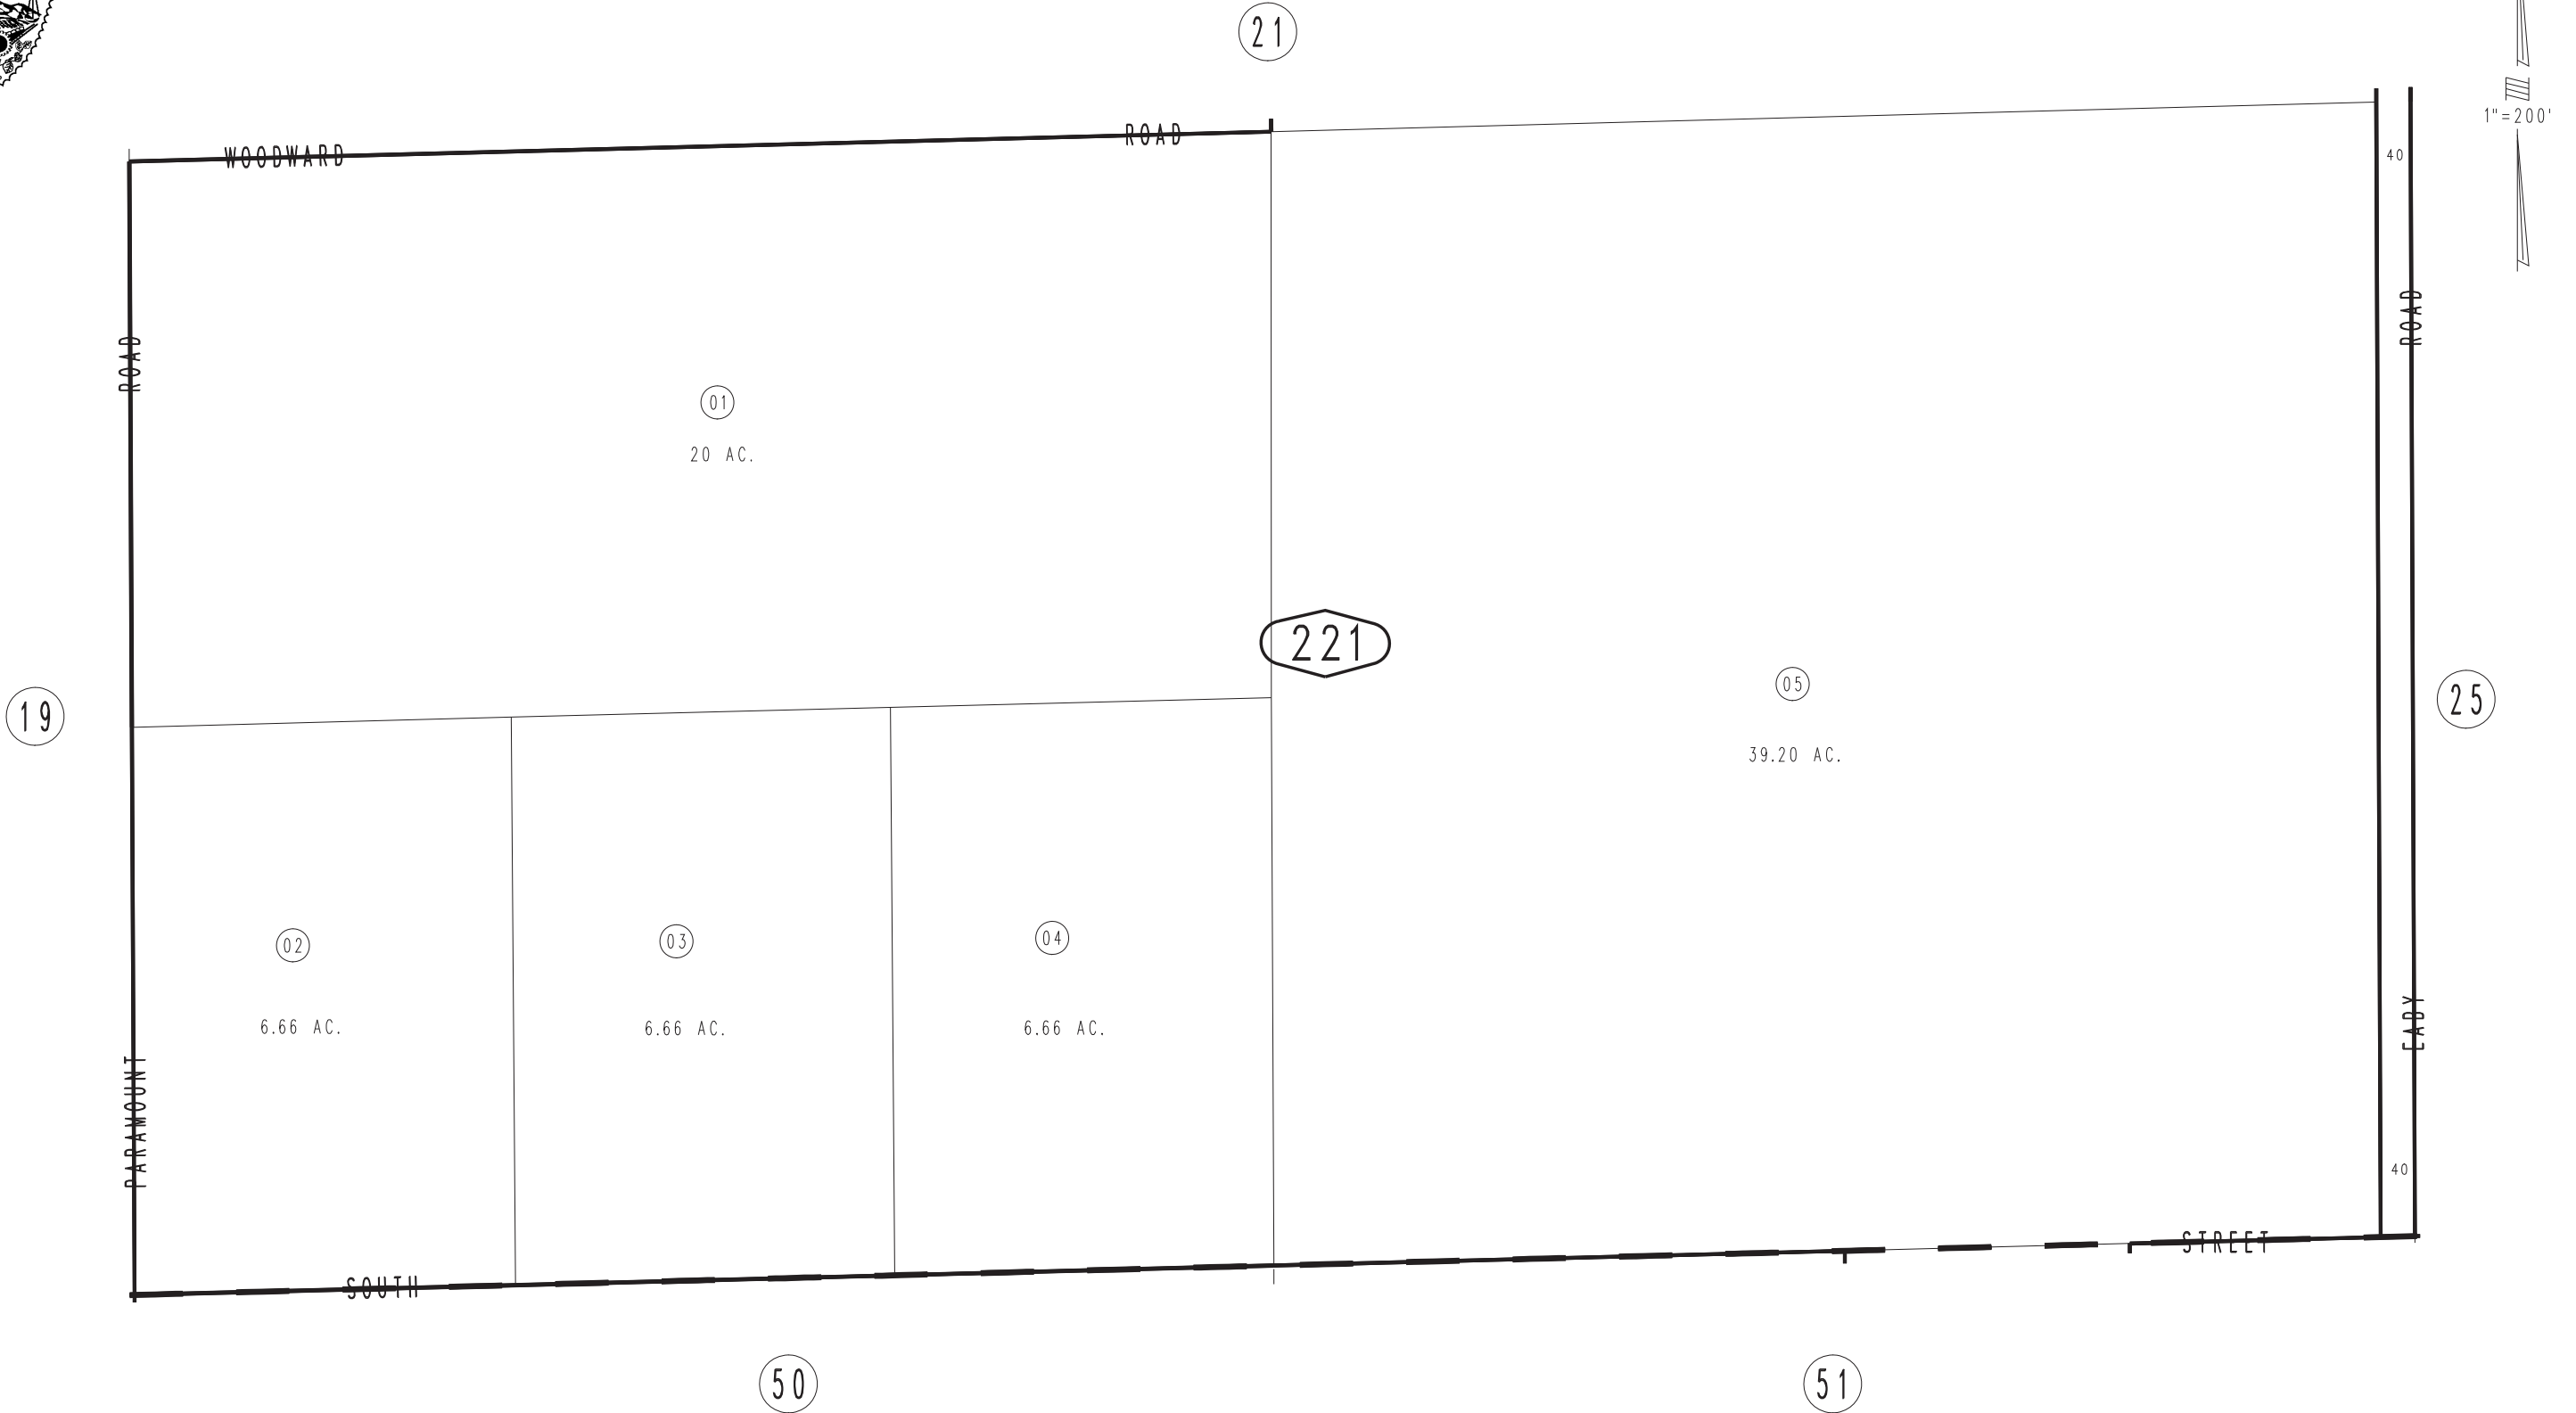 21
1"=200'
WOODWARD ROAD
40
ROAD
ROAD
01
20 AC.
221
05
39.20 AC.
19
25
02
6.66 AC.
03
6.66 AC.
04
6.66 AC.
PARAMOUNT
EADY
40
SOUTH STREET
50
51